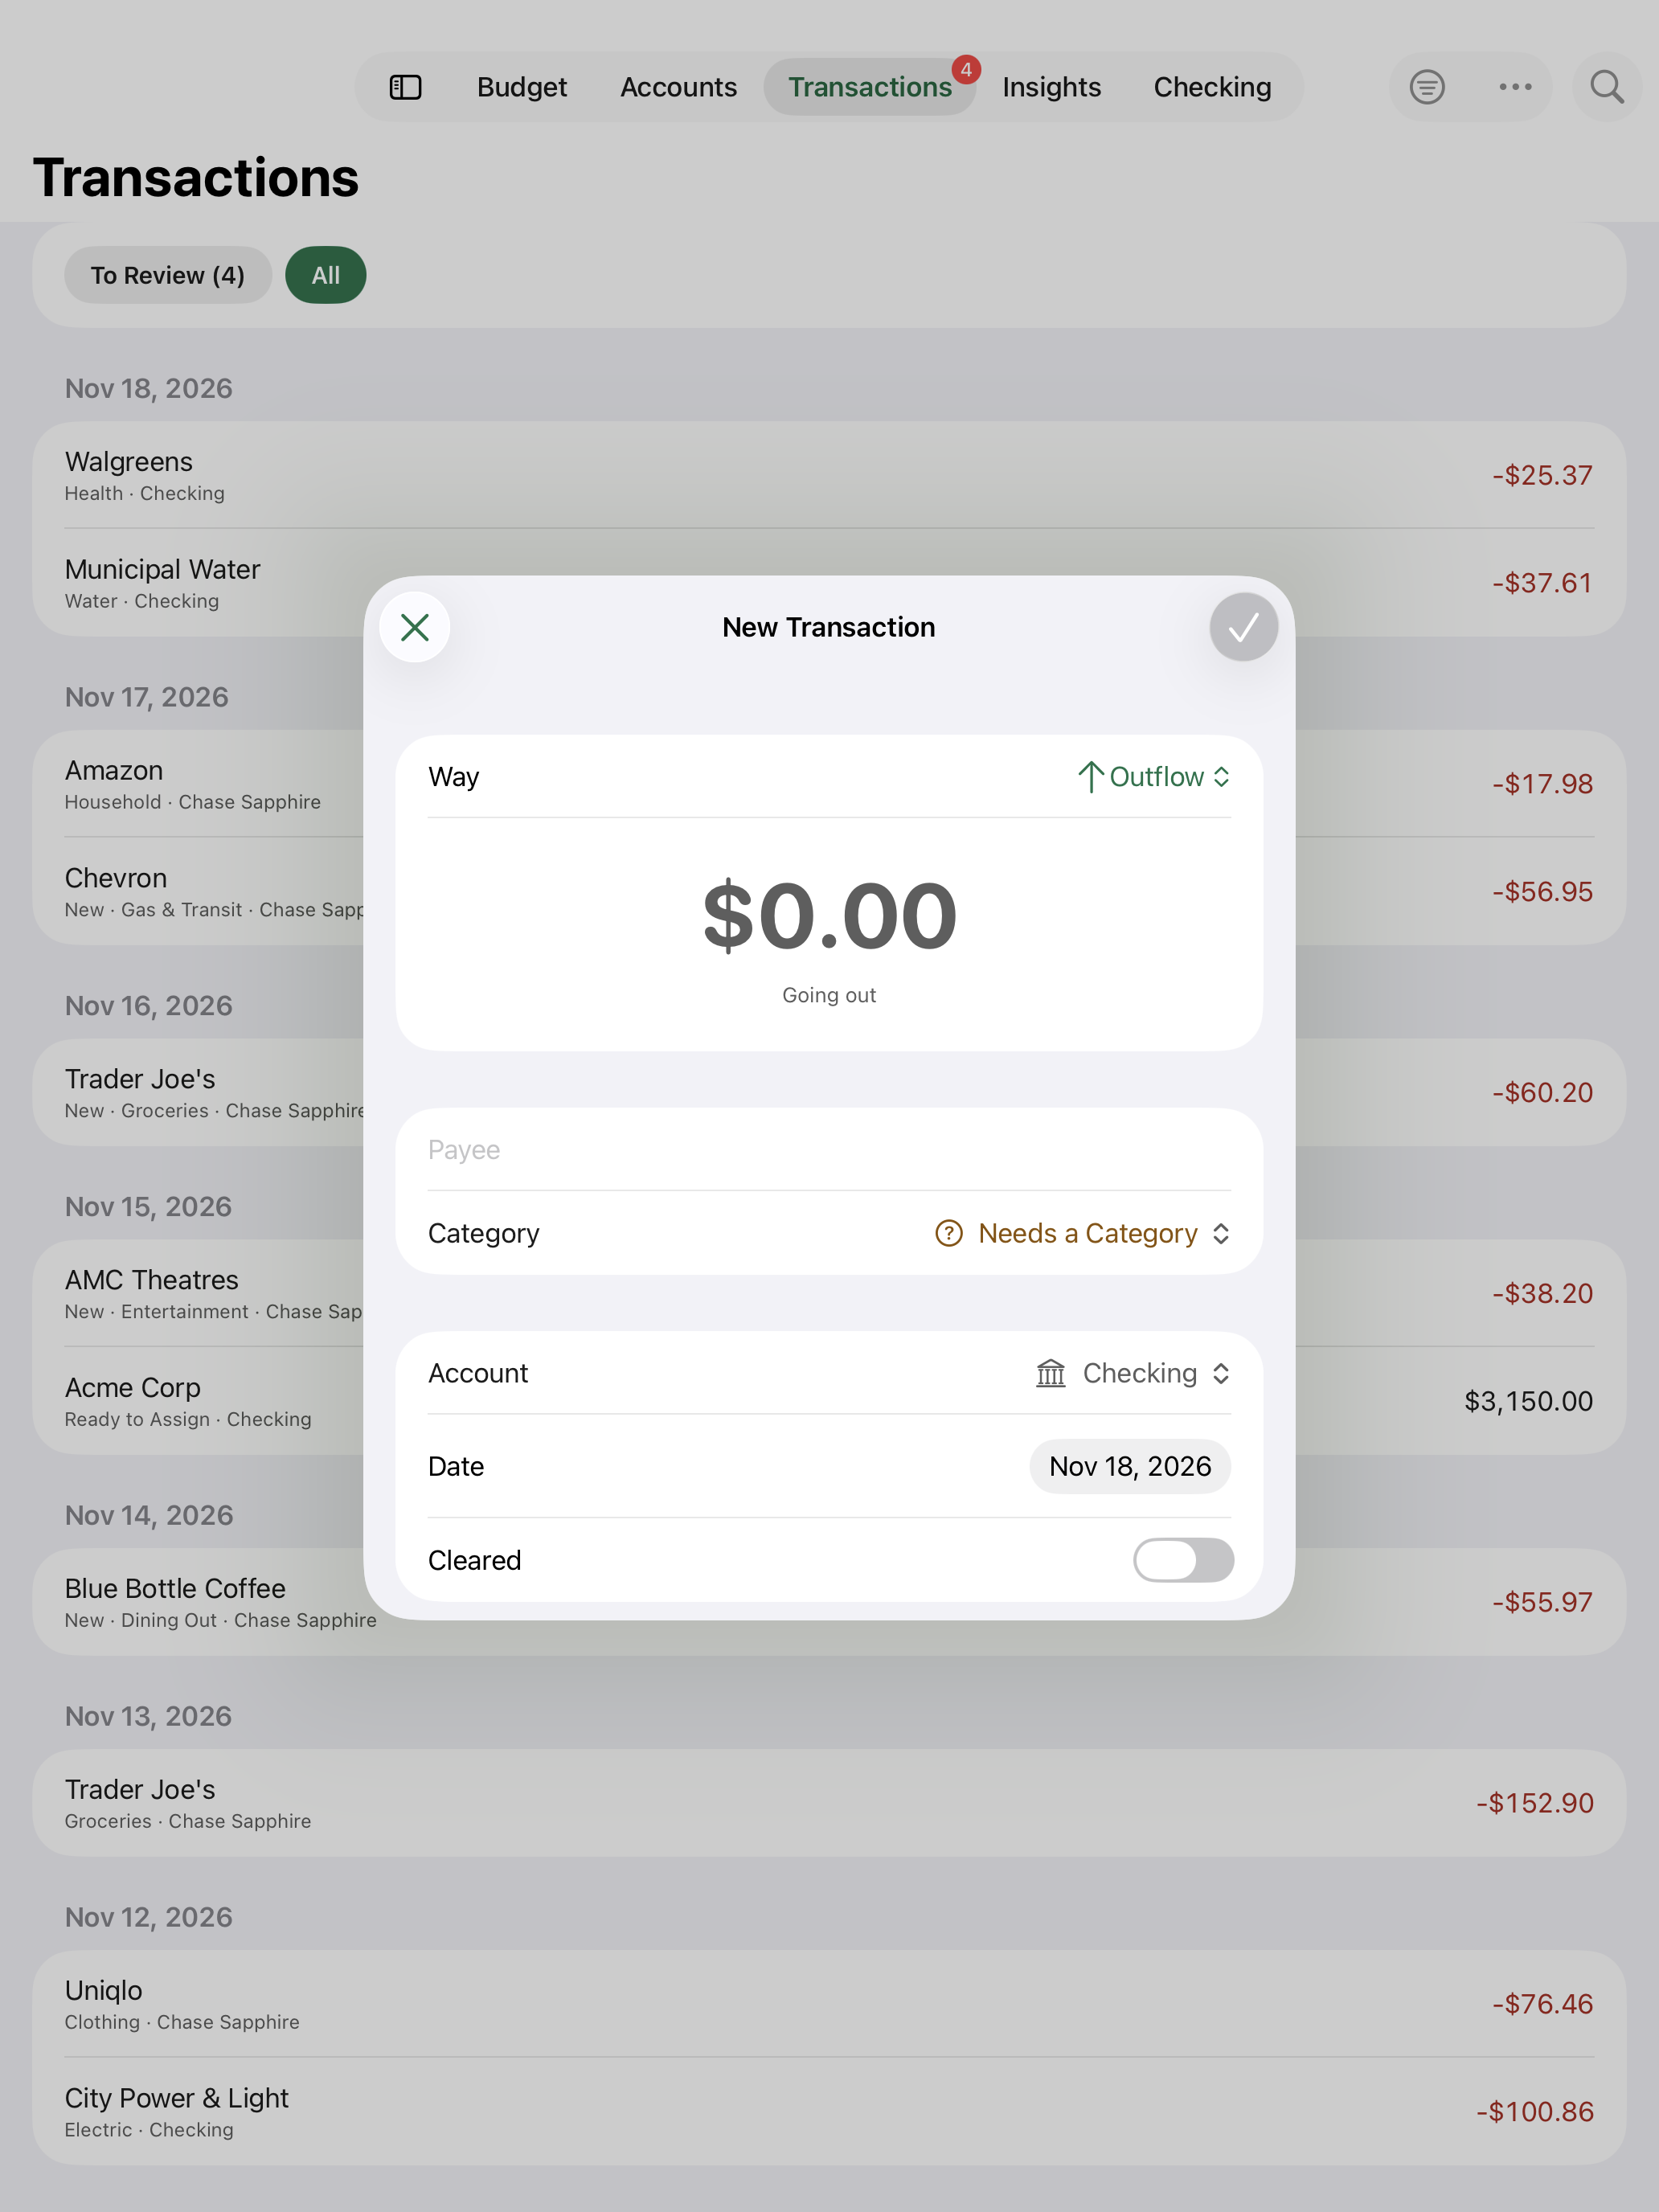 Budget
Accounts
Transactions
4
Insights
Checking
Transactions
To Review (4)
All
Nov 18, 2026
Walgreens
Health · Checking
-$25.37
Municipal Water
Water · Checking
-$37.61
Nov 17, 2026
Amazon
Household · Chase Sapphire
-$17.98
Chevron
New · Gas & Transit · Chase Sapp
-$56.95
Nov 16, 2026
Trader Joe's
New · Groceries · Chase Sapphire
-$60.20
Nov 15, 2026
AMC Theatres
New · Entertainment · Chase Sap
-$38.20
Acme Corp
Ready to Assign · Checking
$3,150.00
Nov 14, 2026
Blue Bottle Coffee
New · Dining Out · Chase Sapphire
-$55.97
Nov 13, 2026
Trader Joe's
Groceries · Chase Sapphire
-$152.90
Nov 12, 2026
Uniqlo
Clothing · Chase Sapphire
-$76.46
City Power & Light
Electric · Checking
-$100.86
New Transaction
Way
Outflow
$0.00
Going out
Payee
Category
Needs a Category
Account
Checking
Date
Nov 18, 2026
Cleared